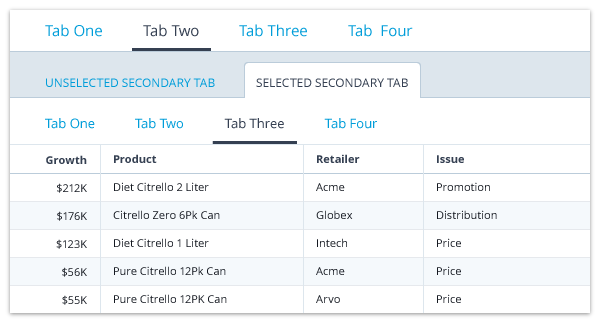 Tab One Tab Two Tab Three Tab Four
UNSELECTED SECONDARY TAB SELECTED SECONDARY TAB
Tab One Tab Two Tab Three Tab Four
Growth Product Retailer Issue
$212K Diet Citrello 2 Liter Acme Promotion
$176K Citrello Zero 6Pk Can Globex Distribution
$123K Diet Citrello 1 Liter Intech Price
$56K Pure Citrello 12Pk Can Acme Price
$55K Pure Citrello 12PK Can Arvo Price